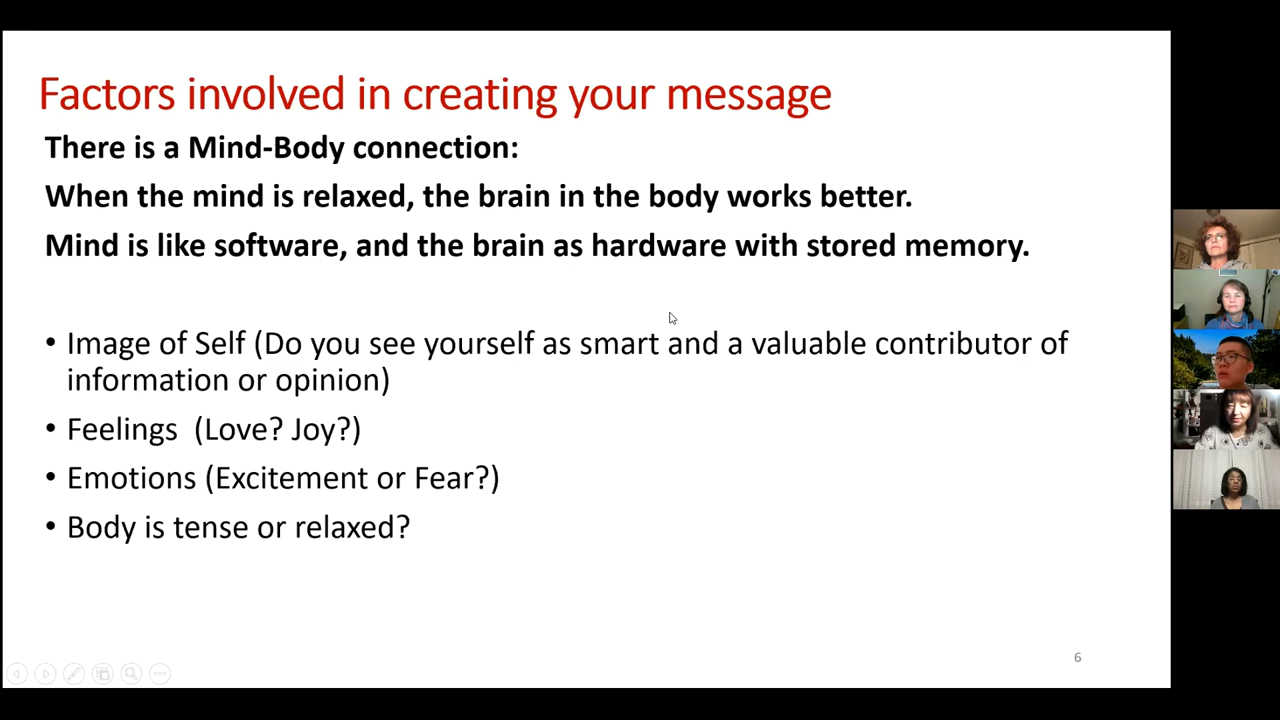 Factors involved in creating your message
There is a Mind-Body connection:
When the mind is relaxed, the brain in the body works better.
Mind is like software, and the brain as hardware with stored memory.
• Image of Self (Do you see yourself as smart and a valuable contributor of
information or opinion)
• Feelings  (Love? Joy?)
• Emotions (Excitement or Fear?)
• Body is tense or relaxed?
6